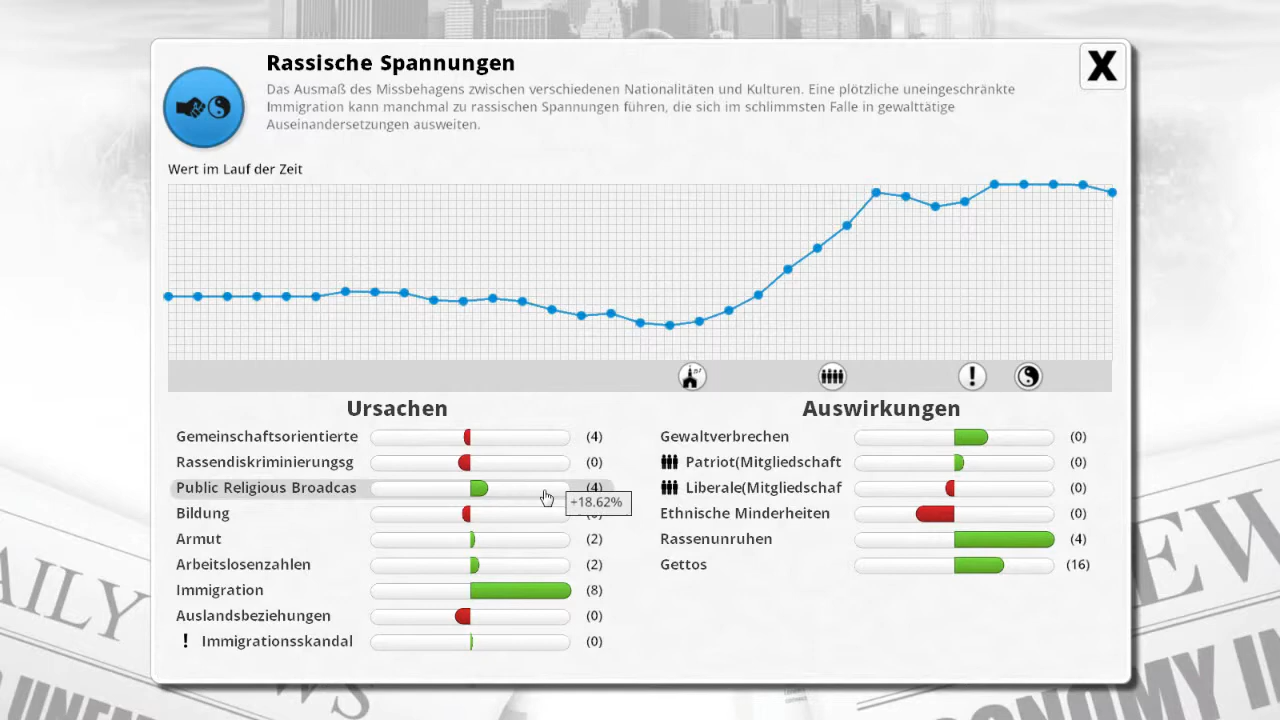 Rassische Spannungen
X
Das Ausmaß des Missbehagens zwischen verschiedenen Nationalitäten und Kulturen. Eine plötzliche uneingeschränkte
Immigration kann manchmal zu rassischen Spannungen führen, die sich im schlimmsten Falle in gewalttätige
Auseinandersetzungen ausweiten.
Wert im Lauf der Zeit
Ursachen
Gemeinschaftsorientierte (4)
Rassendiskriminierungsg (0)
Public Religious Broadcas (4)
+18.62%
Bildung
Armut (2)
Arbeitslosenzahlen (2)
Immigration (8)
Auslandsbeziehungen (0)
! Immigrationsskandal (0)
Auswirkungen
Gewaltverbrechen (0)
Patriot(Mitgliedschaft (0)
Liberale(Mitgliedschaf (0)
Ethnische Minderheiten (0)
Rassenunruhen (4)
Gettos (16)
DAILY
NEWS
NEW